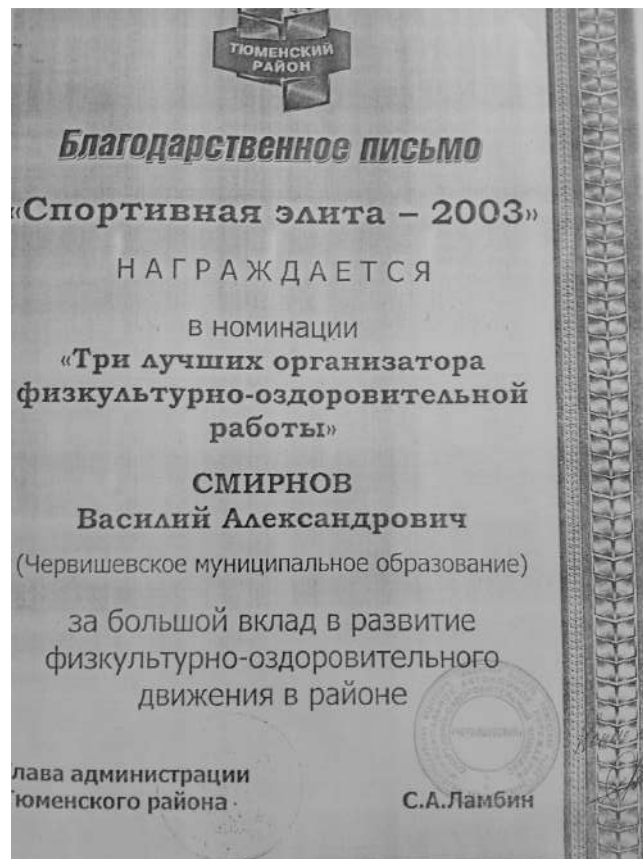 ТЮМЕНСКИЙ
РАЙОН
Благодарственное письмо
«Спортивная элита – 2003»
НАГРАЖДАЕТСЯ
в номинации
«Три лучших организатора
физкультурно-оздоровительной
работы»
СМИРНОВ
Василий Александрович
(Червишевское муниципальное образование)
за большой вклад в развитие
физкультурно-оздоровительного
движения в районе
лава администрации
юменского района
С.А.Ламбин